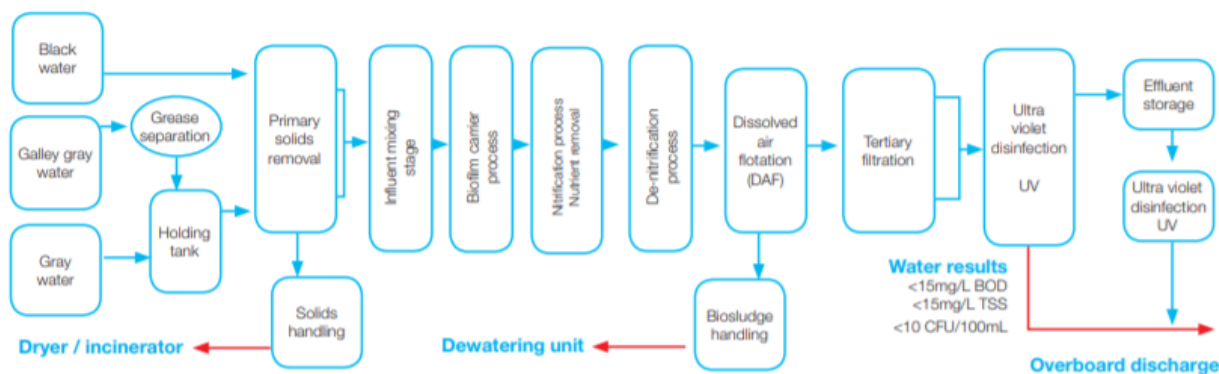 Black
water
Grease
separation
Galley gray
water
Holding
tank
Gray
water
Primary
solids
removal
Solids
handling
Dryer / incinerator
Influent mixing
stage
Biofilm carrier
process
Nitrification process
Nutrient removal
De-nitrification
process
Dissolved
air
flotation
(DAF)
Biosludge
handling
Dewatering unit
Tertiary
filtration
Ultra
violet
disinfection
UV
Effluent
storage
Ultra violet
disinfection
UV
Water results
<15mg/L BOD
<15mg/L TSS
<10 CFU/100mL
Overboard discharge